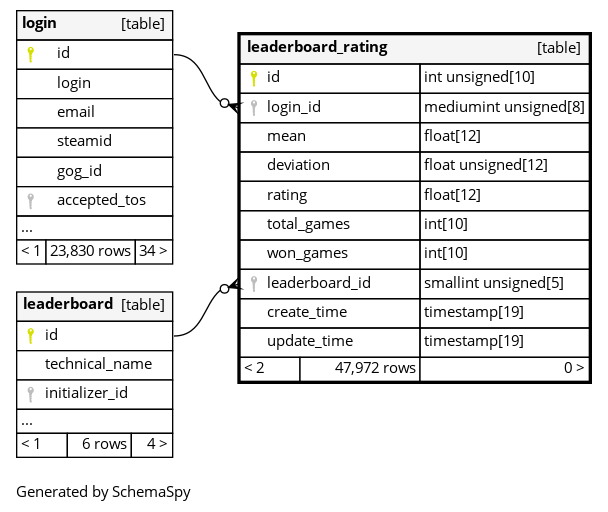 login [table]
id
login
email
steamid
gog_id
accepted_tos
...
< 1 23,830 rows 34 >
leaderboard_rating [table]
id int unsigned[10]
login_id mediumint unsigned[8]
mean float[12]
deviation float unsigned[12]
rating float[12]
total_games int[10]
won_games int[10]
leaderboard_id smallint unsigned[5]
create_time timestamp[19]
update_time timestamp[19]
< 2 47,972 rows 0 >
leaderboard [table]
id
technical_name
initializer_id
...
< 1 6 rows 4 >
Generated by SchemaSpy